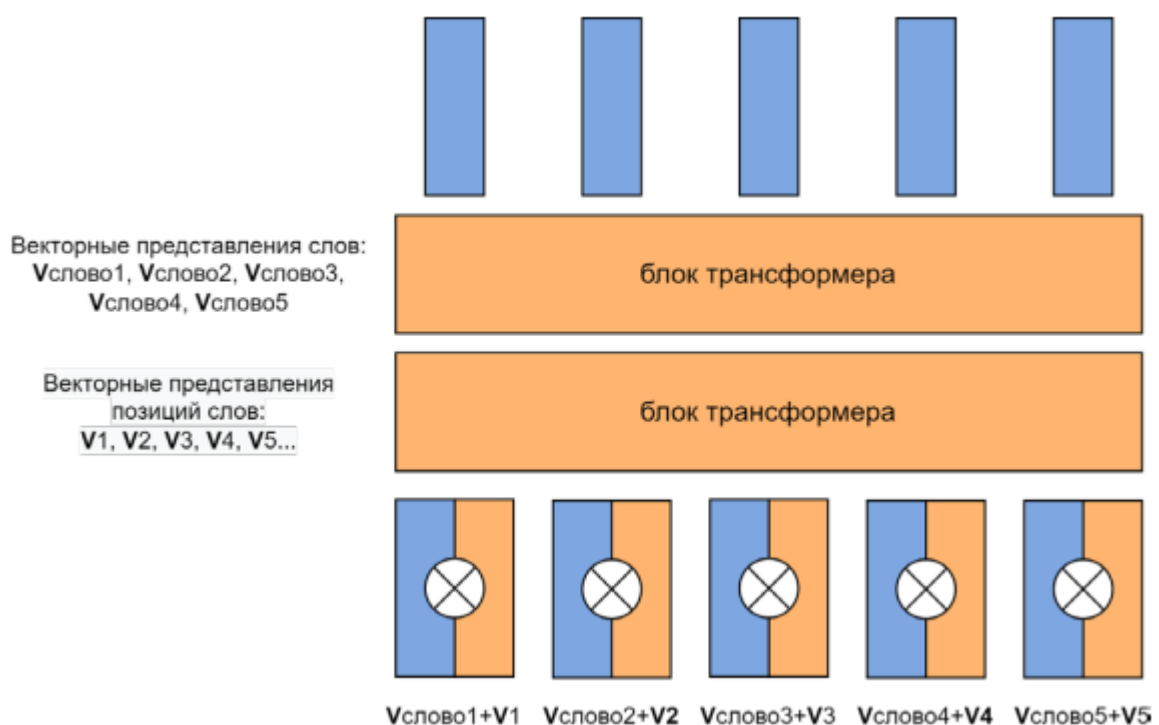 Векторные представления слов:
Vслово1, Vслово2, Vслово3,
Vслово4, Vслово5
блок трансформера
Векторные представления
позиций слов:
V1, V2, V3, V4, V5...
блок трансформера
Vслово1+V1 Vслово2+V2 Vслово3+V3 Vслово4+V4 Vслово5+V5